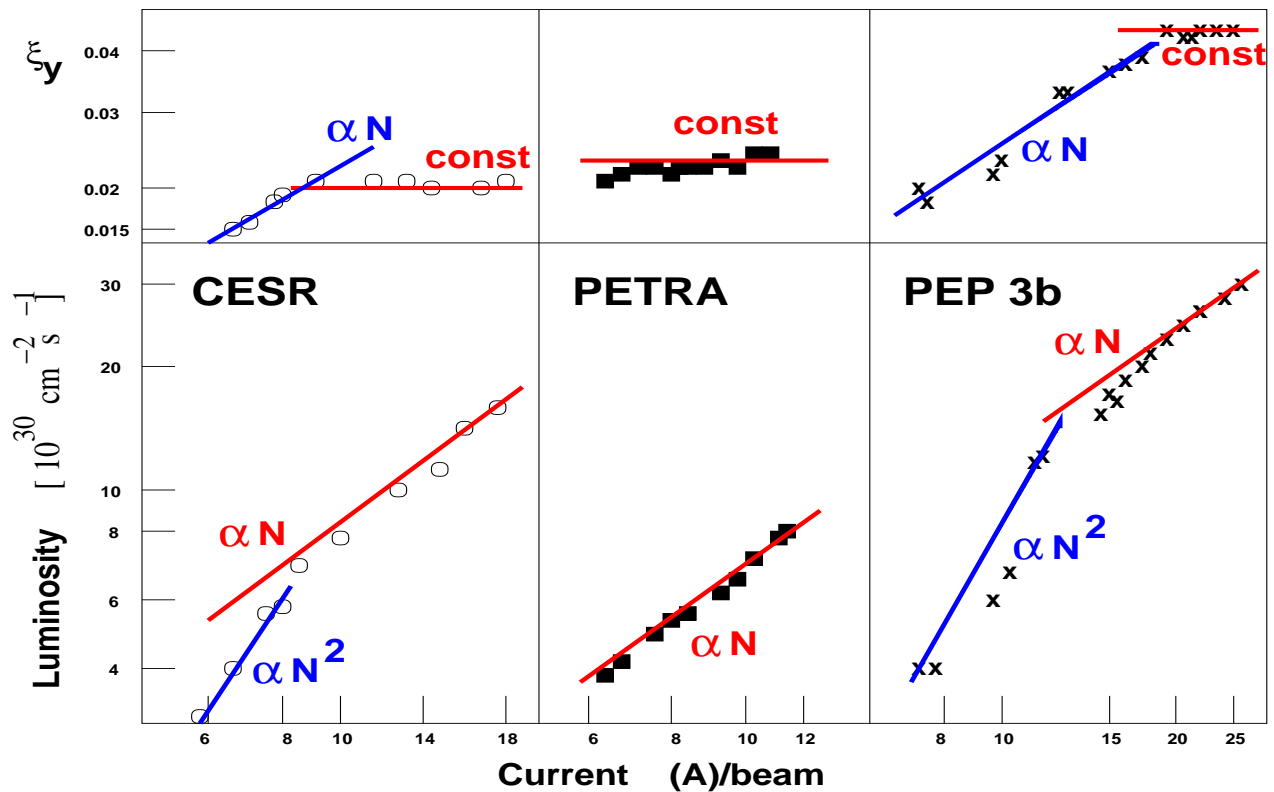 ξy
0.04
0.03
0.02
0.015
α N
const
const
α N
const
CESR
PETRA
PEP 3b
Luminosity [ 10^30 cm^−2 s^−1 ]
30
20
10
8
6
4
α N
α N^2
α N
α N
α N^2
6 8 10 14 18
6 8 10 12
8 10 15 20 25
Current (A)/beam